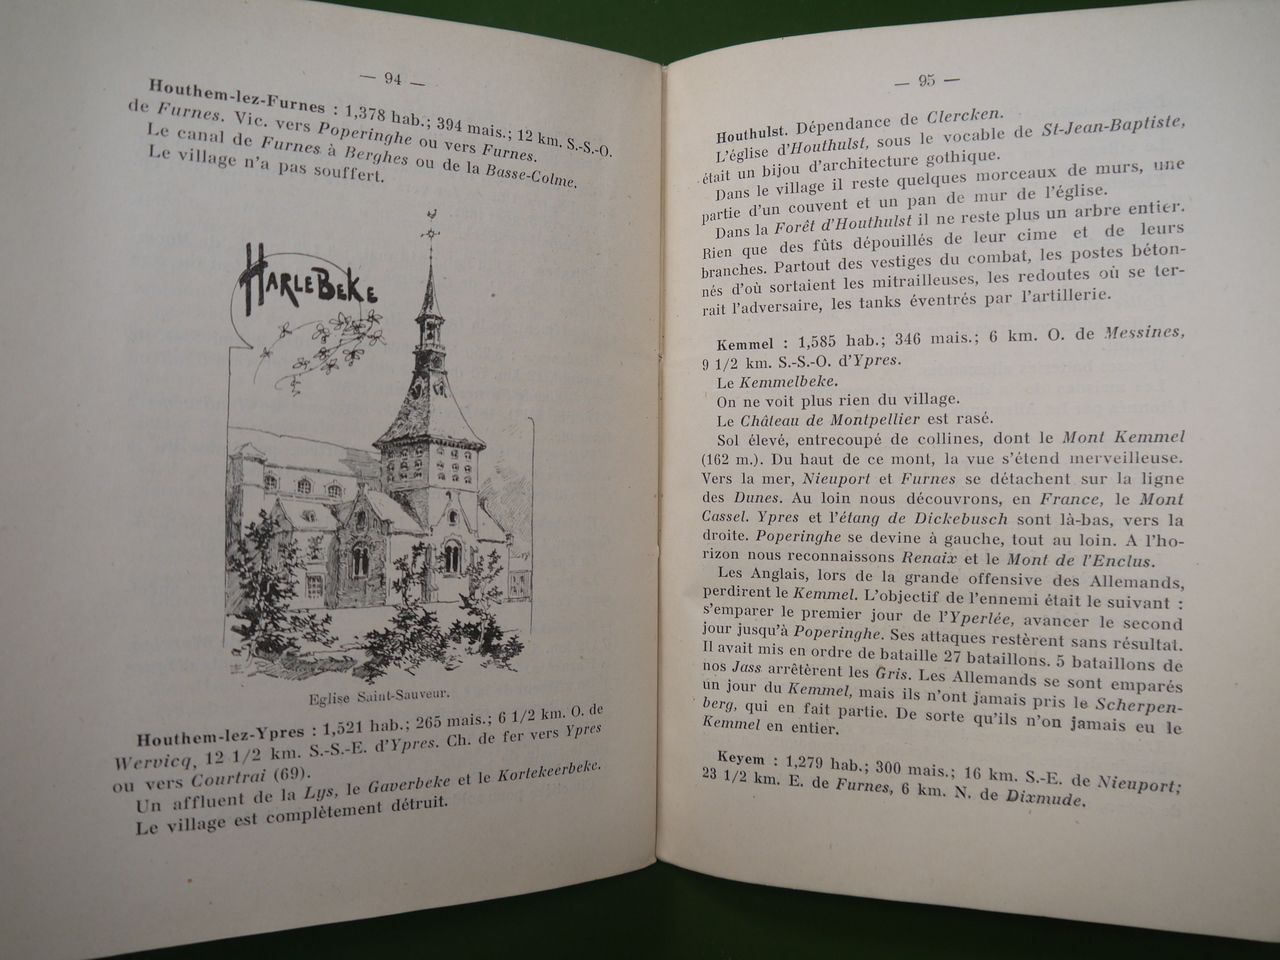 — 94 —
Houthem-lez-Furnes : 1,378 hab.; 394 mais.; 12 km. S.-S.-O.
de Furnes. Vic. vers Poperinghe ou vers Furnes.
Le canal de Furnes à Berghes ou de la Basse-Colme.
Le village n'a pas souffert.
HARLEBEKE
Eglise Saint-Sauveur.
Houthem-lez-Ypres : 1,521 hab.; 265 mais.; 6 1/2 km. O. de
Wervicq, 12 1/2 km. S.-S.-E. d'Ypres. Ch. de fer vers Ypres
ou vers Courtrai (69).
Un affluent de la Lys, le Gaverbeke et le Kortekeerbeke.
Le village est complètement détruit.
— 95 —
Houthulst. Dépendance de Clercken.
L'église d'Houthulst, sous le vocable de St-Jean-Baptiste,
était un bijou d'architecture gothique.
Dans le village il reste quelques morceaux de murs, une
partie d'un couvent et un pan de mur de l'église.
Dans la Forêt d'Houthulst il ne reste plus un arbre entier.
Rien que des fûts dépouillés de leur cime et de leurs
branches. Partout des vestiges du combat, les postes béton-
nés d'où sortaient les mitrailleuses, les redoutes où se ter-
rait l'adversaire, les tanks éventrés par l'artillerie.
Kemmel : 1,585 hab.; 346 mais.; 6 km. O. de Messines,
9 1/2 km. S.-S.-O. d'Ypres.
Le Kemmelbeke.
On ne voit plus rien du village.
Le Château de Montpellier est rasé.
Sol élevé, entrecoupé de collines, dont le Mont Kemmel
(162 m.). Du haut de ce mont, la vue s'étend merveilleuse.
Vers la mer, Nieuport et Furnes se détachent sur la ligne
des Dunes. Au loin nous découvrons, en France, le Mont
Cassel. Ypres et l'étang de Dickebusch sont là-bas, vers la
droite. Poperinghe se devine à gauche, tout au loin. A l'ho-
rizon nous reconnaissons Renaix et le Mont de l'Enclus.
Les Anglais, lors de la grande offensive des Allemands,
perdirent le Kemmel. L'objectif de l'ennemi était le suivant :
s'emparer le premier jour de l'Yperlée, avancer le second
jour jusqu'à Poperinghe. Ses attaques restèrent sans résultat.
Il avait mis en ordre de bataille 27 bataillons. 5 bataillons de
nos Jass arrêtèrent les Gris. Les Allemands se sont emparés
un jour du Kemmel, mais ils n'ont jamais pris le Scherpen-
berg, qui en fait partie. De sorte qu'ils n'on jamais eu le
Kemmel en entier.
Keyem : 1,279 hab.; 300 mais.; 16 km. S.-E. de Nieuport;
23 1/2 km. E. de Furnes, 6 km. N. de Dixmude.